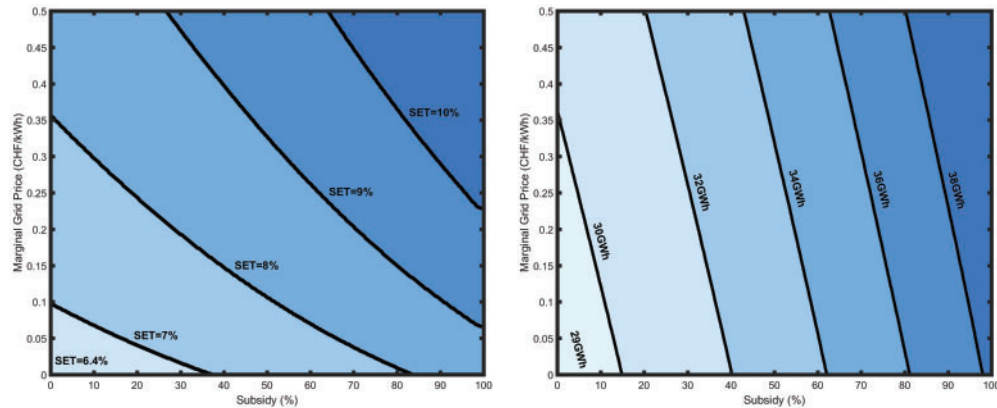 0.5
0.45
0.4
0.35
0.3
0.25
0.2
0.15
0.1
0.05
0
Marginal Grid Price (CHF/kWh)
SET=10%
SET=9%
SET=8%
SET=7%
SET=6.4%
0 10 20 30 40 50 60 70 80 90 100
Subsidy (%)
0.5
0.45
0.4
0.35
0.3
0.25
0.2
0.15
0.1
0.05
0
Marginal Grid Price (CHF/kWh)
29GWh
30GWh
32GWh
34GWh
36GWh
38GWh
0 10 20 30 40 50 60 70 80 90 100
Subsidy (%)